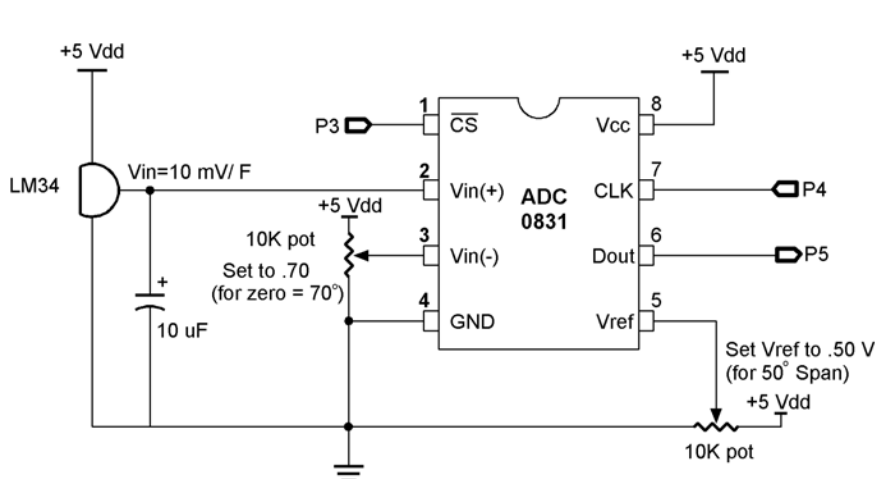 +5 Vdd
+5 Vdd
P3
1
CS
Vcc
8
LM34
Vin=10 mV/ F
2
Vin(+)
ADC
0831
CLK
7
P4
+5 Vdd
10K pot
Set to .70
(for zero = 70°)
3
Vin(-)
Dout
6
P5
4
GND
Vref
5
+
10 uF
Set Vref to .50 V
(for 50° Span)
+5 Vdd
10K pot